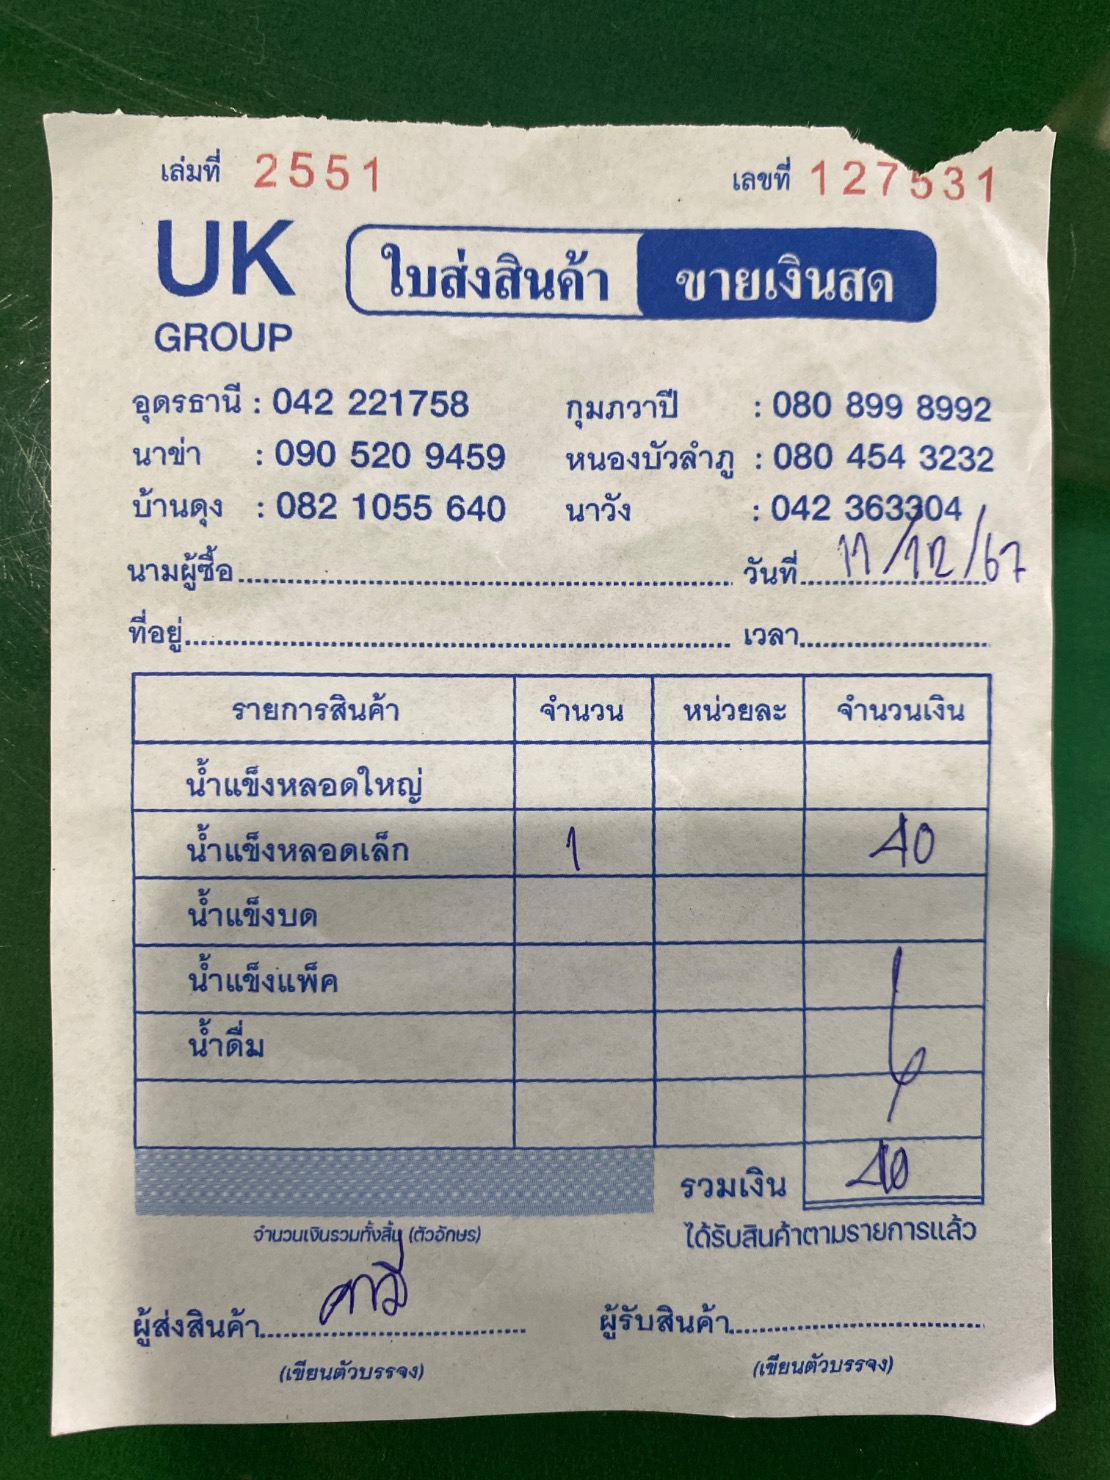 เล่มที่ 2551 เลขที่ 127531
UK
GROUP
ใบส่งสินค้า ขายเงินสด
อุดรธานี : 042 221758 กุมภวาปี : 080 899 8992
นาข่า : 090 520 9459 หนองบัวลำภู : 080 454 3232
บ้านดุง : 082 1055 640 นาวัง : 042 363304
นามผู้ซื้อ วันที่ 11/12/67
ที่อยู่ เวลา
รายการสินค้า จำนวน หน่วยละ จำนวนเงิน
น้ำแข็งหลอดใหญ่
น้ำแข็งหลอดเล็ก 1 40
น้ำแข็งบด
น้ำแข็งแพ็ค
น้ำดื่ม
รวมเงิน 40
จำนวนเงินรวมทั้งสิ้น (ตัวอักษร) ได้รับสินค้าตามรายการแล้ว
ผู้ส่งสินค้า ผู้รับสินค้า
(เขียนตัวบรรจง) (เขียนตัวบรรจง)